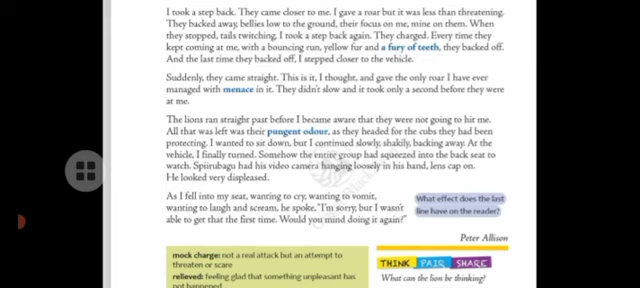 I took a step back. They came closer to me. I gave a roar but it was less than threatening.
They backed away, bellies low to the ground, their focus on me, mine on them. When
they stopped, tails twitching, I took a step back again. They charged. Every time they
kept coming at me, with a bouncing run, yellow fur and a fury of teeth, they backed off.
And the last time they backed off, I stepped closer to the vehicle.
Suddenly, they came straight. This is it, I thought, and gave the only roar I have ever
managed with menace in it. They didn't slow and it took only a second before they were
at me.
The lions ran straight past before I became aware that they were not going to hit me.
All that was left was their pungent odour, as they headed for the cubs they had been
protecting. I wanted to sit down, but I continued slowly, shakily, backing away. At
the vehicle, I finally turned. Somehow the entire group had squeezed into the back seat to
watch. Spiirubagu had his video camera hanging loosely in his hand, lens cap on.
He looked very displeased.
As I fell into my seat, wanting to cry, wanting to vomit,
wanting to laugh and scream, he spoke, "I'm sorry, but I wasn't
able to get that the first time. Would you mind doing it again?"
What effect does the last
line have on the reader?
Peter Allison
mock charge: not a real attack but an attempt to
threaten or scare
relieved: feeling glad that something unpleasant has
not happened
THINK PAIR SHARE
What can the lion be thinking?